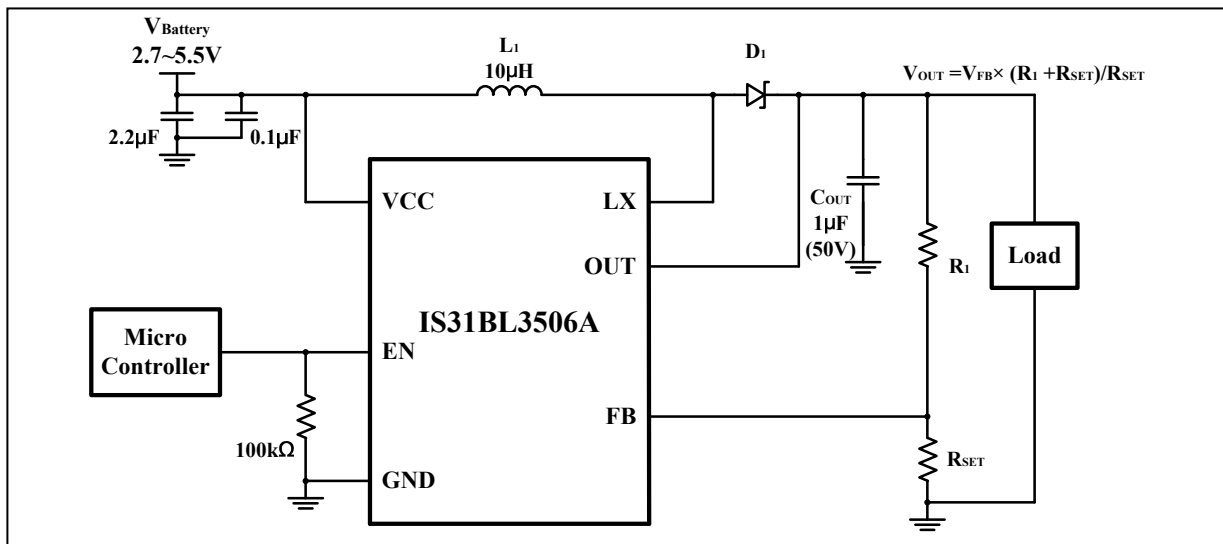 VBattery
2.7~5.5V
L1
10µH
D1
VOUT =VFB× (R1 +RSET)/RSET
2.2µF
0.1µF
VCC
LX
COUT
1µF
(50V)
OUT
R1
Load
IS31BL3506A
Micro
Controller
EN
FB
100kΩ
RSET
GND